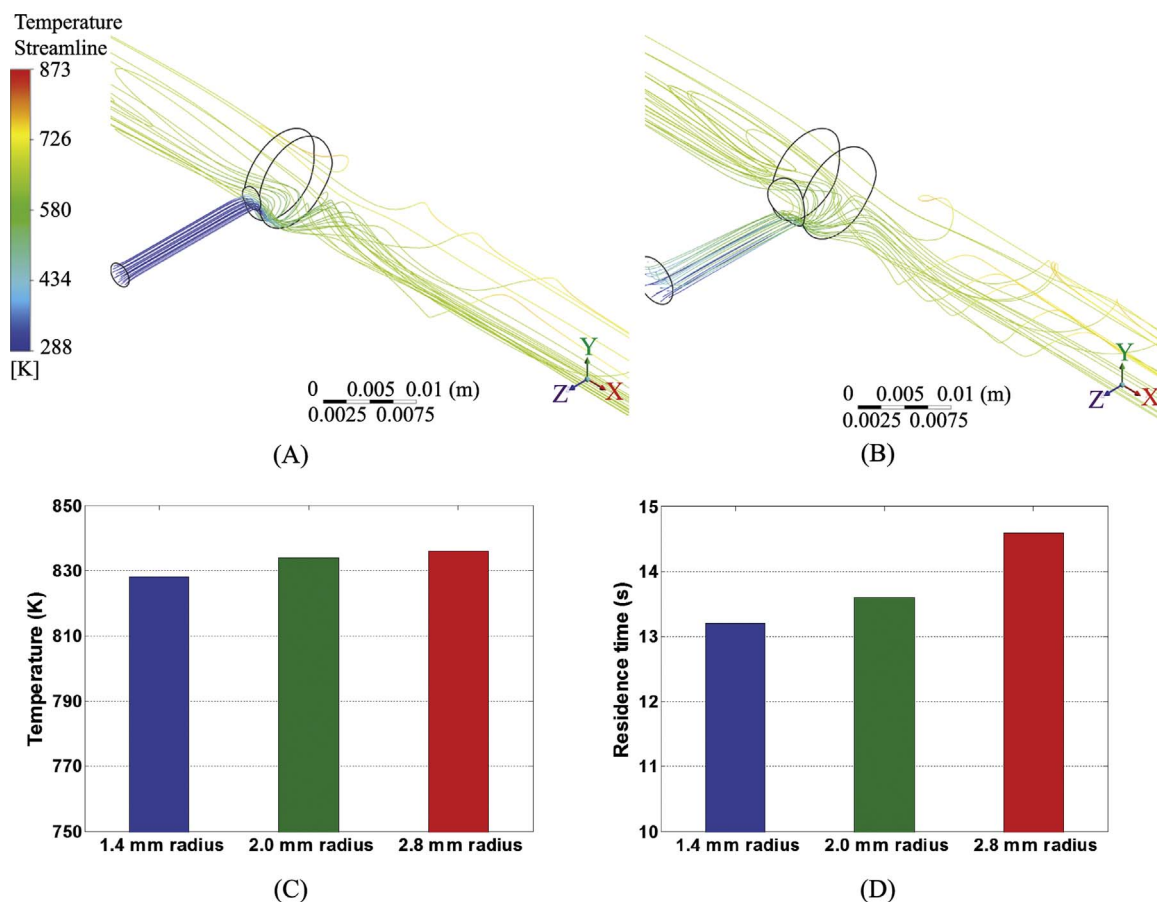 Temperature
Streamline
873
726
580
434
288
[K]
Y
Z
X
0 0.005 0.01 (m)
0.0025 0.0075
(A)
Y
Z
X
0 0.005 0.01 (m)
0.0025 0.0075
(B)
850
830
810
790
770
750
Temperature (K)
1.4 mm radius 2.0 mm radius 2.8 mm radius
(C)
15
14
13
12
11
10
Residence time (s)
1.4 mm radius 2.0 mm radius 2.8 mm radius
(D)